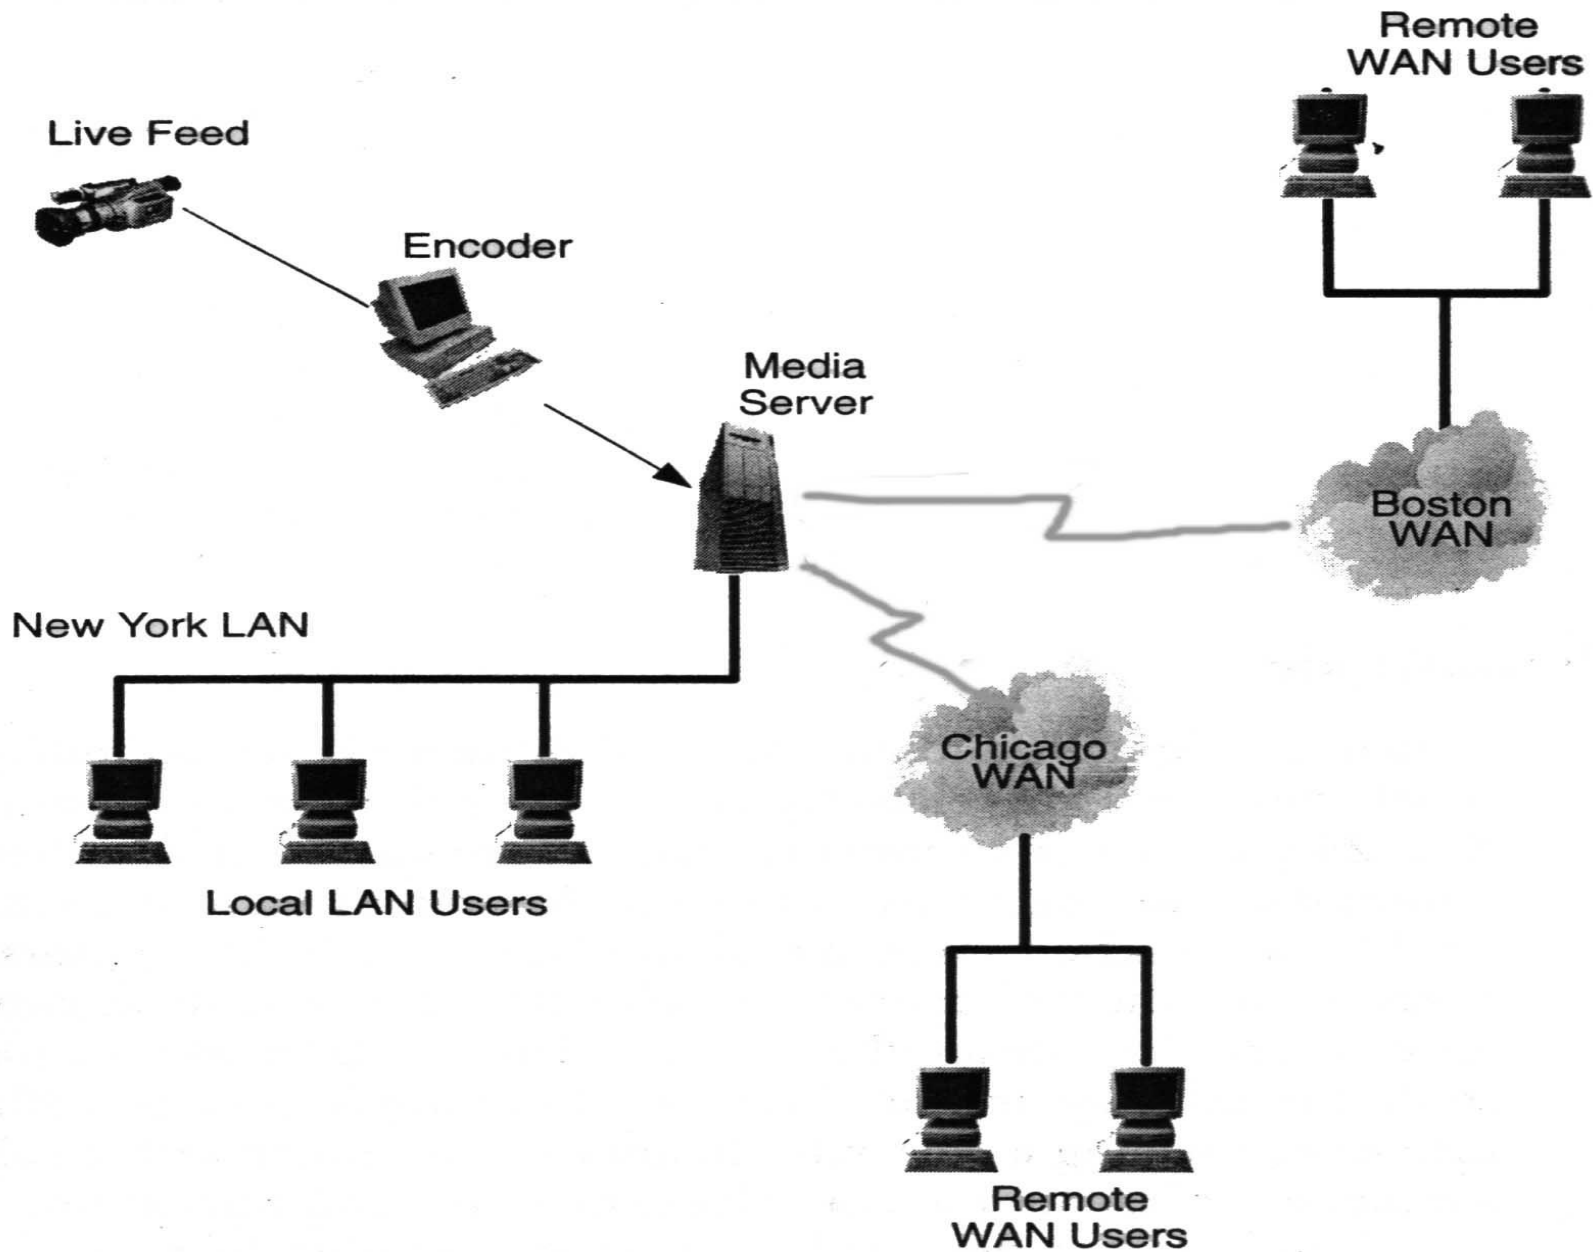 Remote
WAN Users
Live Feed
Encoder
Media
Server
Boston
WAN
New York LAN
Chicago
WAN
Local LAN Users
Remote
WAN Users